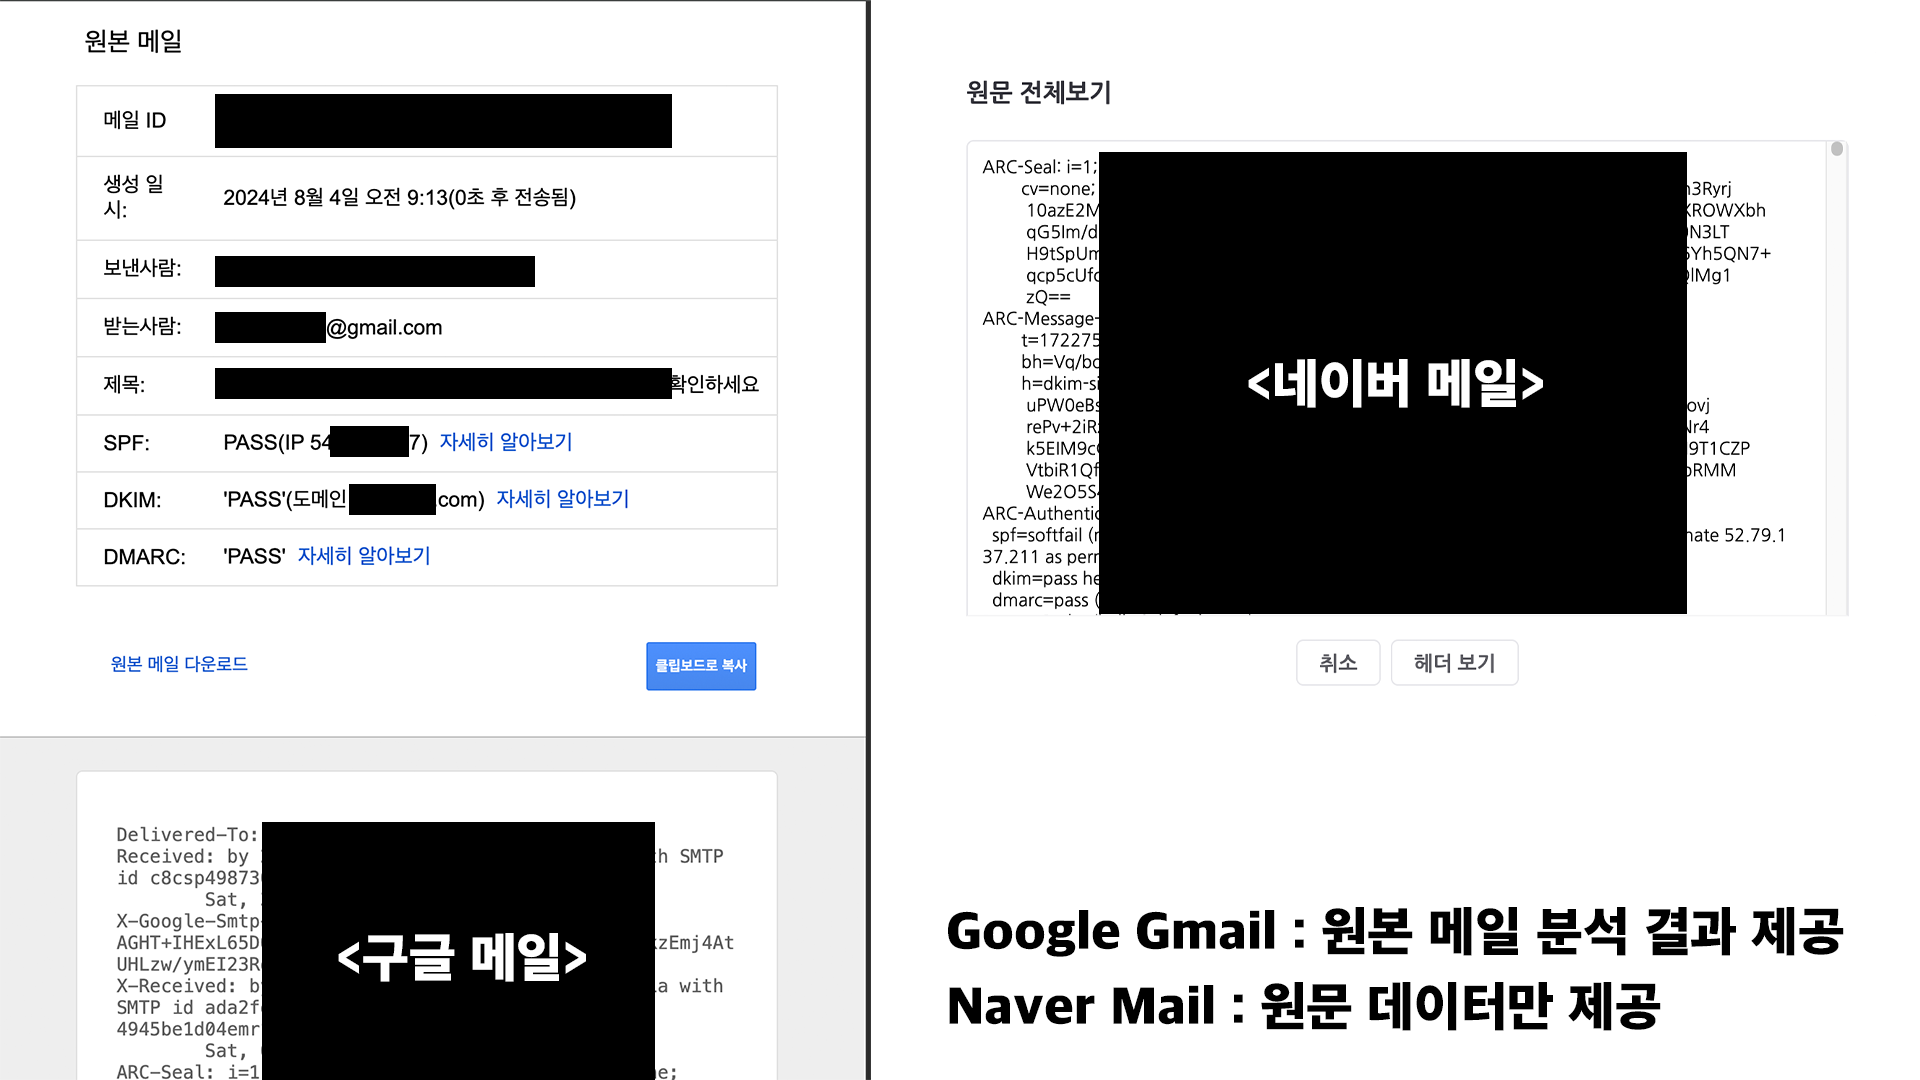 원본 메일
메일 ID
생성 일
시:
2024년 8월 4일 오전 9:13(0초 후 전송됨)
보낸사람:
받는사람: @gmail.com
제목: 확인하세요
SPF: PASS(IP 54 7) 자세히 알아보기
DKIM: 'PASS'(도메인 .com) 자세히 알아보기
DMARC: 'PASS' 자세히 알아보기
원본 메일 다운로드
클립보드로 복사
Delivered-To:
Received: by SMTP
id c8csp49873
Sat,
X-Google-Smtp-
AGHT+IHExL65D zEmj4At
UHLzw/ymEI23R
X-Received: with
SMTP id ada2f
4945be1d04emr
Sat,
ARC-Seal: i=1
<구글 메일>
원문 전체보기
ARC-Seal: i=1;
cv=none; 3Ryrj
10azE2M ROWXbh
qG5Im/d N3LT
H9tSpUm Yh5QN7+
qcp5cUf lMg1
zQ==
ARC-Message-
t=172275
bh=Vq/bc
h=dkim-si
uPW0eBs ovj
rePv+2iR r4
k5EIM9c 9T1CZP
VtbiR1Qf RMM
We2O5S
ARC-Authentic
spf=softfail nate 52.79.1
37.211 as perm
dkim=pass he
dmarc=pass (
<네이버 메일>
취소
헤더 보기
Google Gmail : 원본 메일 분석 결과 제공
Naver Mail : 원문 데이터만 제공